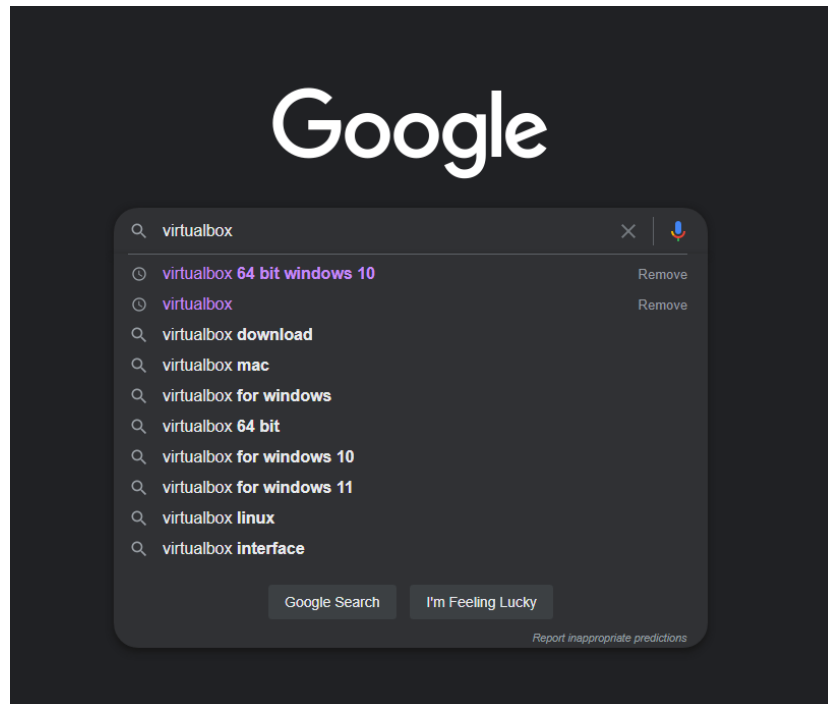 Google
virtualbox
virtualbox 64 bit windows 10 Remove
virtualbox Remove
virtualbox download
virtualbox mac
virtualbox for windows
virtualbox 64 bit
virtualbox for windows 10
virtualbox for windows 11
virtualbox linux
virtualbox interface
Google Search I'm Feeling Lucky
Report inappropriate predictions